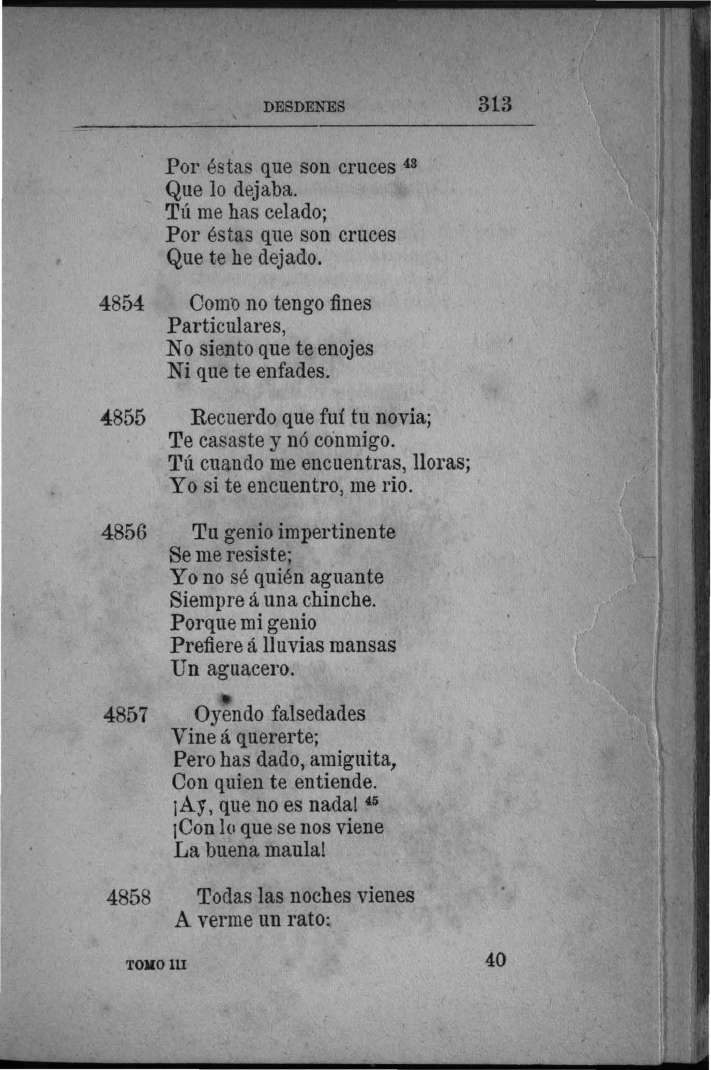 DESDENES 313
Por éstas que son cruces 43
Que lo dejaba.
Tú me has celado;
Por éstas que son cruces
Que te he dejado.
4854 Como no tengo fines
Particulares,
No siento que te enojes
Ni que te enfades.
4855 Recuerdo que fuí tu novia;
Te casaste y nó conmigo.
Tú cuando me encuentras, lloras;
Yo si te encuentro, me rio.
4856 Tu genio impertinente
Se me resiste;
Yo no sé quién aguante
Siempre á una chinche.
Porque mi genio
Prefiere á lluvias mansas
Un aguacero.
4857 Oyendo falsedades
Vine á quererte;
Pero has dado, amiguita,
Con quien te entiende.
¡Ay, que no es nada! 45
¡Con lo que se nos viene
La buena maula!
4858 Todas las noches vienes
A verme un rato:
TOMO III 40